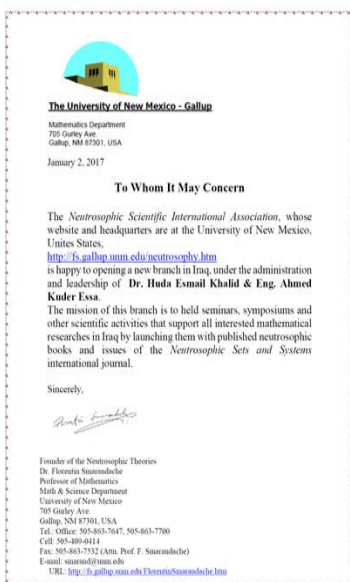 The University of New Mexico - Gallup
Mathematics Department
705 Gurley Ave.
Gallup, NM 87301, USA
January 2, 2017
To Whom It May Concern
The Neutrosophic Scientific International Association, whose
website and headquarters are at the University of New Mexico,
Unites States,
http://fs.gallup.unm.edu/neutrosophy.htm
is happy to opening a new branch in Iraq, under the administration
and leadership of Dr. Huda Esmail Khalid & Eng. Ahmed
Kuder Essa.
The mission of this branch is to held seminars, symposiums and
other scientific activities that support all interested mathematical
researches in Iraq by launching them with published neutrosophic
books and issues of the Neutrosophic Sets and Systems
international journal.
Sincerely,
Founder of the Neutrosophic Theories
Dr. Florentin Smarandache
Professor of Mathematics
Math & Science Department
University of New Mexico
705 Gurley Ave.
Gallup, NM 87301, USA
Tel.: Office: 505-863-7647, 505-863-7700
Cell: 505-409-0414
Fax: 505-863-7532 (Attn. Prof. F. Smarandache)
E-mail: smarand@unm.edu
URL: http://fs.gallup.unm.edu/FlorentinSmarandache.htm